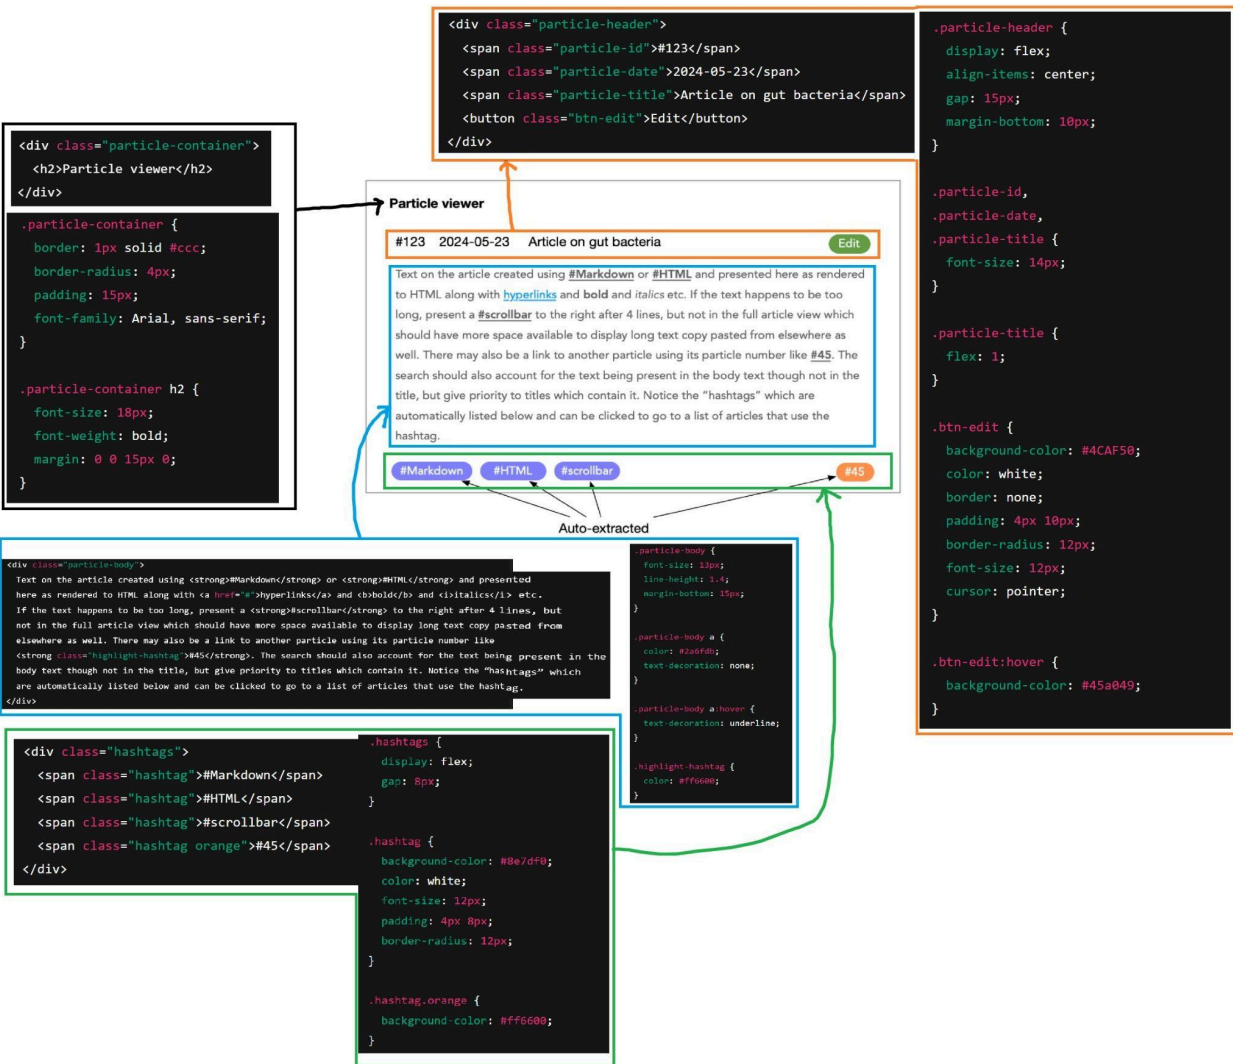 <div class="particle-header">
<span class="particle-id">#123</span>
<span class="particle-date">2024-05-23</span>
<span class="particle-title">Article on gut bacteria</span>
<button class="btn-edit">Edit</button>
</div>
.particle-header {
display: flex;
align-items: center;
gap: 15px;
margin-bottom: 10px;
}
.particle-id,
.particle-date,
.particle-title {
font-size: 14px;
}
.particle-title {
flex: 1;
}
.btn-edit {
background-color: #4CAF50;
color: white;
border: none;
padding: 4px 10px;
border-radius: 12px;
font-size: 12px;
cursor: pointer;
}
.btn-edit:hover {
background-color: #45a049;
}
<div class="particle-container">
<h2>Particle viewer</h2>
</div>
.particle-container {
border: 1px solid #ccc;
border-radius: 4px;
padding: 15px;
font-family: Arial, sans-serif;
}
.particle-container h2 {
font-size: 18px;
font-weight: bold;
margin: 0 0 15px 0;
}
Particle viewer
#123 2024-05-23 Article on gut bacteria Edit
Text on the article created using #Markdown or #HTML and presented here as rendered
to HTML along with hyperlinks and bold and italics etc. If the text happens to be too
long, present a #scrollbar to the right after 4 lines, but not in the full article view which
should have more space available to display long text copy pasted from elsewhere as
well. There may also be a link to another particle using its particle number like #45. The
search should also account for the text being present in the body text though not in the
title, but give priority to titles which contain it. Notice the "hashtags" which are
automatically listed below and can be clicked to go to a list of articles that use the
hashtag.
#Markdown #HTML #scrollbar #45
Auto-extracted
<div class="particle-body">
Text on the article created using <strong>#Markdown</strong> or <strong>#HTML</strong> and presented
here as rendered to HTML along with <a href="#">hyperlinks</a> and <b>bold</b> and <i>italics</i> etc.
If the text happens to be too long, present a <strong>#scrollbar</strong> to the right after 4 lines, but
not in the full article view which should have more space available to display long text copy pasted from
elsewhere as well. There may also be a link to another particle using its particle number like
<strong class="highlight-hashtag">#45</strong>. The search should also account for the text being present in the
body text though not in the title, but give priority to titles which contain it. Notice the "hashtags" which
are automatically listed below and can be clicked to go to a list of articles that use the hashtag.
</div>
.particle-body {
font-size: 13px;
line-height: 1.4;
margin-bottom: 15px;
}
.particle-body a {
color: #2a6fdb;
text-decoration: none;
}
.particle-body a:hover {
text-decoration: underline;
}
.highlight-hashtag {
color: #ff6600;
}
<div class="hashtags">
<span class="hashtag">#Markdown</span>
<span class="hashtag">#HTML</span>
<span class="hashtag">#scrollbar</span>
<span class="hashtag orange">#45</span>
</div>
.hashtags {
display: flex;
gap: 8px;
}
.hashtag {
background-color: #8e7df0;
color: white;
font-size: 12px;
padding: 4px 8px;
border-radius: 12px;
}
.hashtag.orange {
background-color: #ff6600;
}